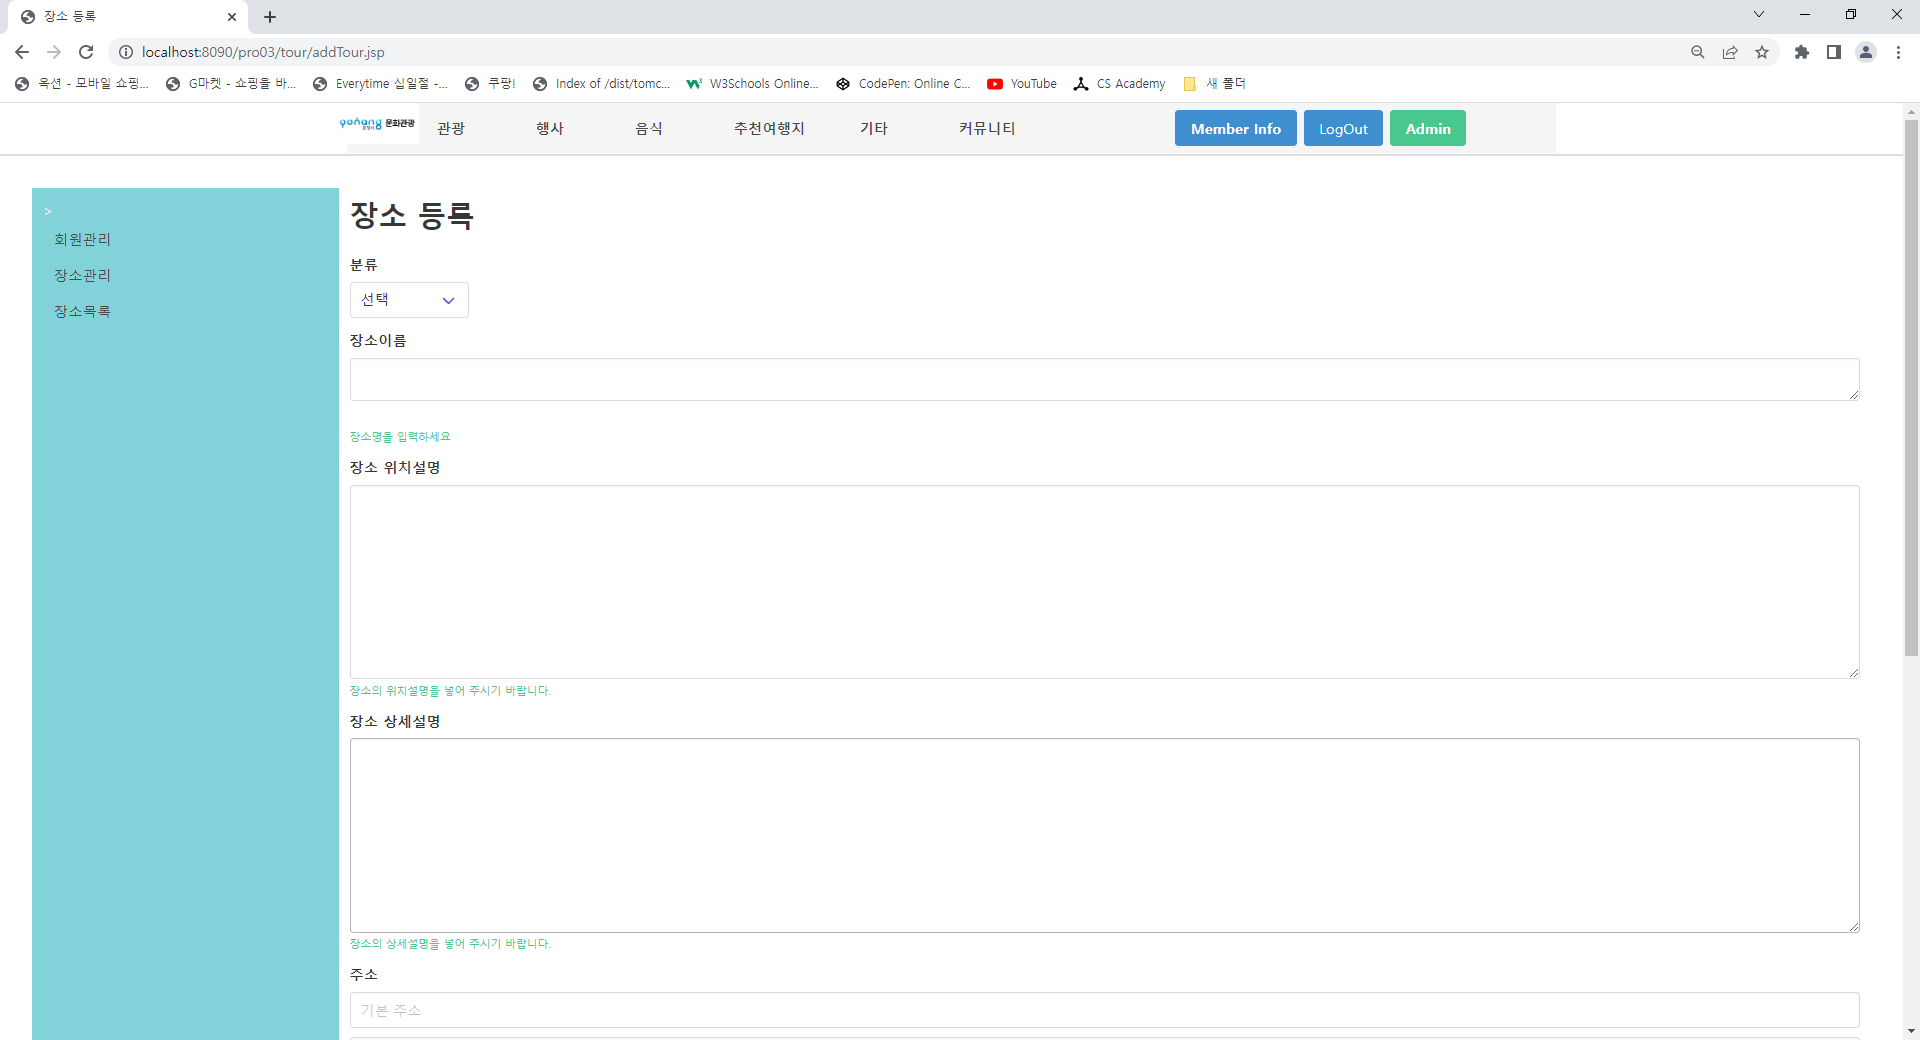 장소 등록
localhost:8090/pro03/tour/addTour.jsp
옥션 - 모바일 쇼핑...
G마켓 - 쇼핑을 바...
Everytime 십일절 -...
쿠팡!
Index of /dist/tomc...
W3Schools Online...
CodePen: Online C...
YouTube
CS Academy
새 폴더
문화관광
관광
행사
음식
추천여행지
기타
커뮤니티
Member Info
LogOut
Admin
>
회원관리
장소관리
장소목록
장소 등록
분류
선택
장소이름
장소명을 입력하세요
장소 위치설명
장소의 위치설명을 넣어 주시기 바랍니다.
장소 상세설명
장소의 상세설명을 넣어 주시기 바랍니다.
주소
기본 주소